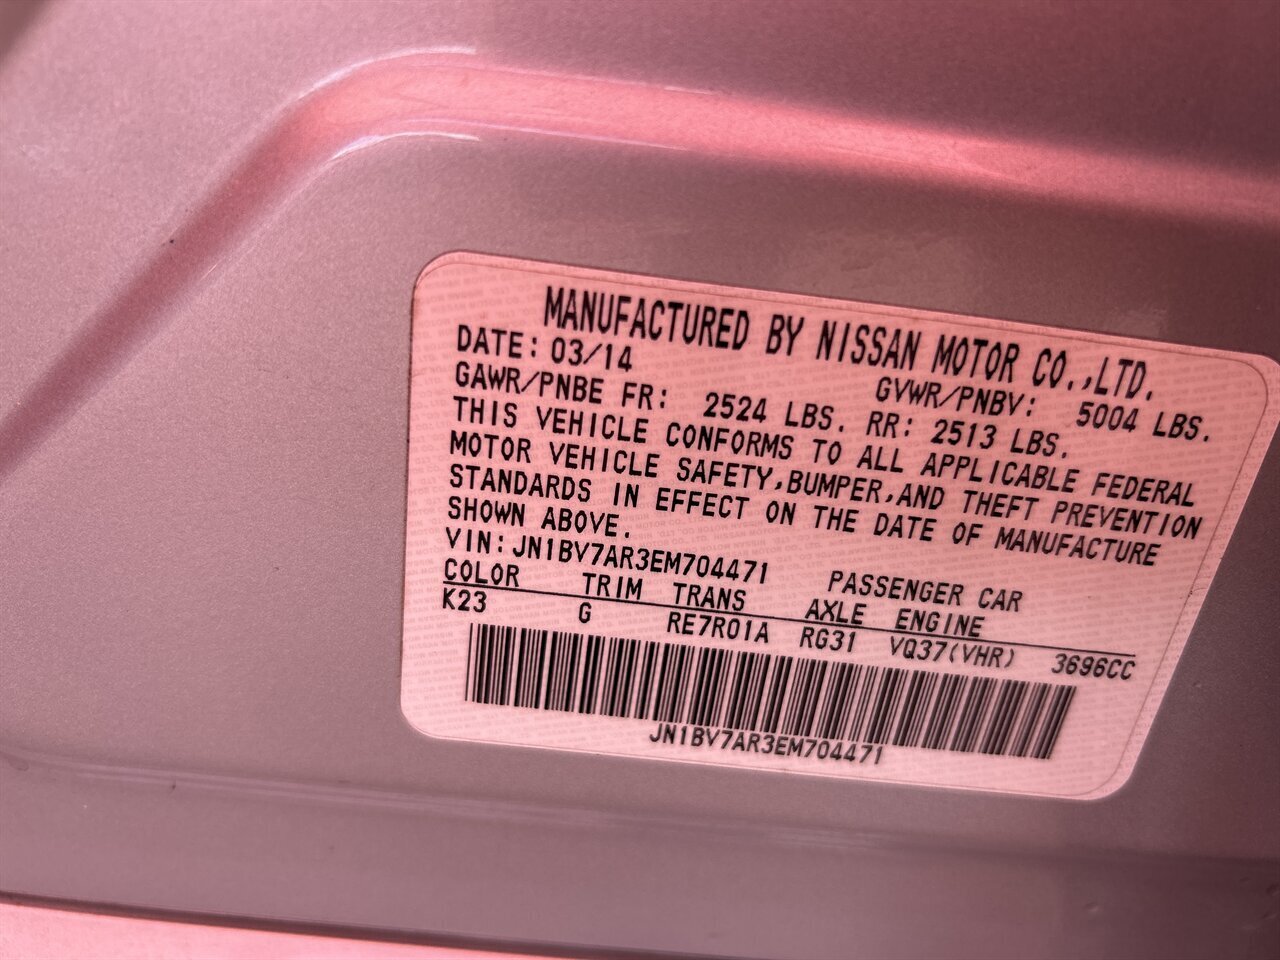 MANUFACTURED BY NISSAN MOTOR CO.,LTD.
DATE: 03/14 GVWR/PNBV: 5004 LBS.
GAWR/PNBE FR: 2524 LBS. RR: 2513 LBS.
THIS VEHICLE CONFORMS TO ALL APPLICABLE FEDERAL
MOTOR VEHICLE SAFETY,BUMPER,AND THEFT PREVENTION
STANDARDS IN EFFECT ON THE DATE OF MANUFACTURE
SHOWN ABOVE.
VIN:JN1BV7AR3EM704471 PASSENGER CAR
COLOR TRIM TRANS AXLE ENGINE
K23 G RE7R01A RG31 VQ37(VHR) 3696CC
JN1BV7AR3EM704471